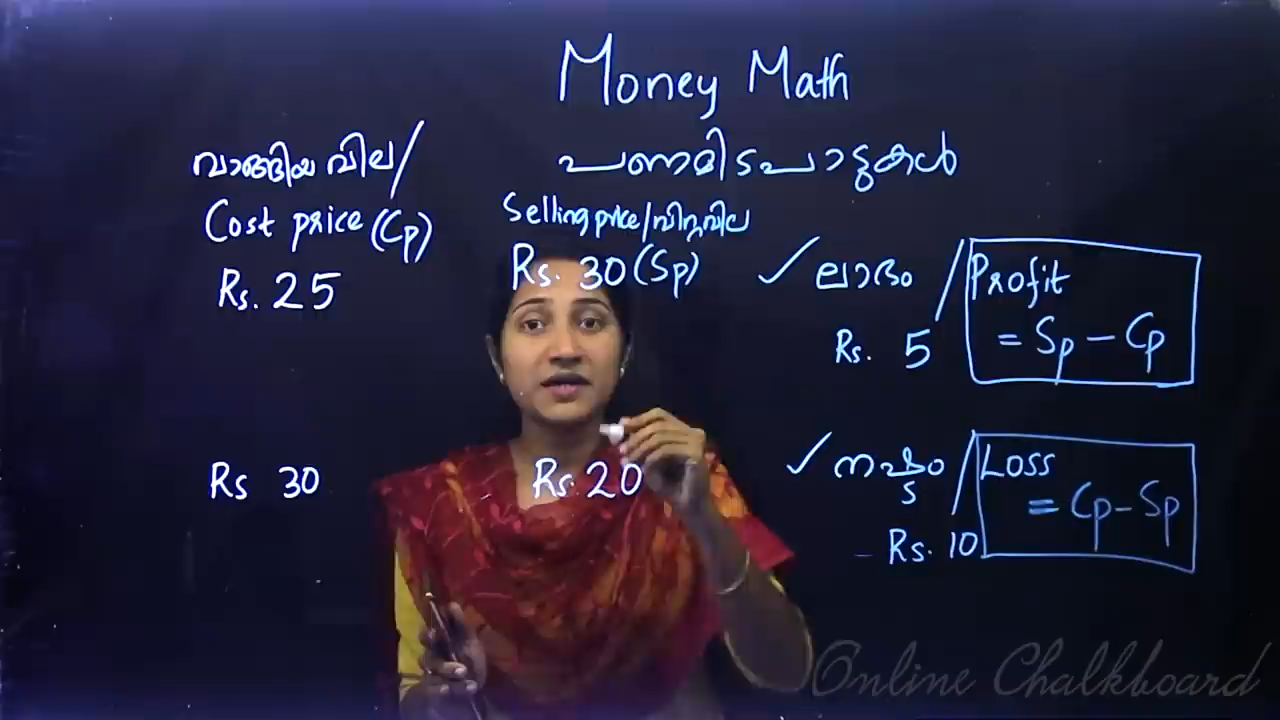 Money Math
പണമിടപാടുകൾ
വാങ്ങിയ വില/
Cost price (Cp)
Rs. 25
Selling price/വിറ്റവില
Rs. 30 (Sp)
✓ ലാഭം / Profit
= Sp - Cp
Rs. 5
Rs 30
Rs. 20
✓ നഷ്ടം / Loss
= Cp - Sp
- Rs. 10
Online Chalkboard